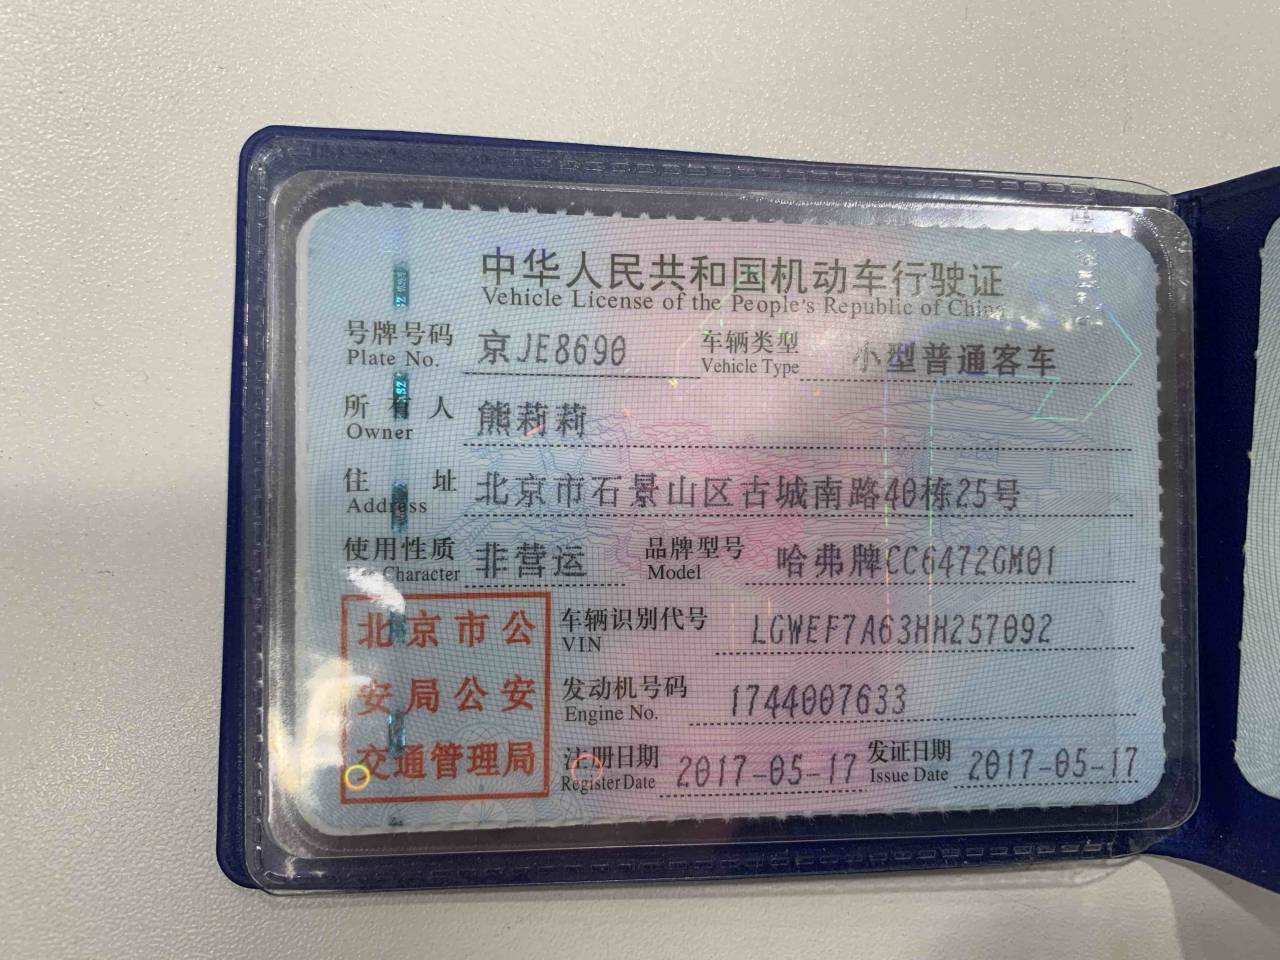 中华人民共和国机动车行驶证
Vehicle License of the People's Republic of China
号牌号码 京JE8690 车辆类型 小型普通客车
Plate No. Vehicle Type
所有人 熊莉莉
Owner
住址 北京市石景山区古城南路40栋25号
Address
使用性质 非营运 品牌型号 哈弗牌CC6472GM01
Character Model
北京市公 车辆识别代号 LGWEF7A63HH257092
VIN
安局公安 发动机号码 1744007633
Engine No.
交通管理局 注册日期 2017-05-17 发证日期 2017-05-17
Register Date Issue Date